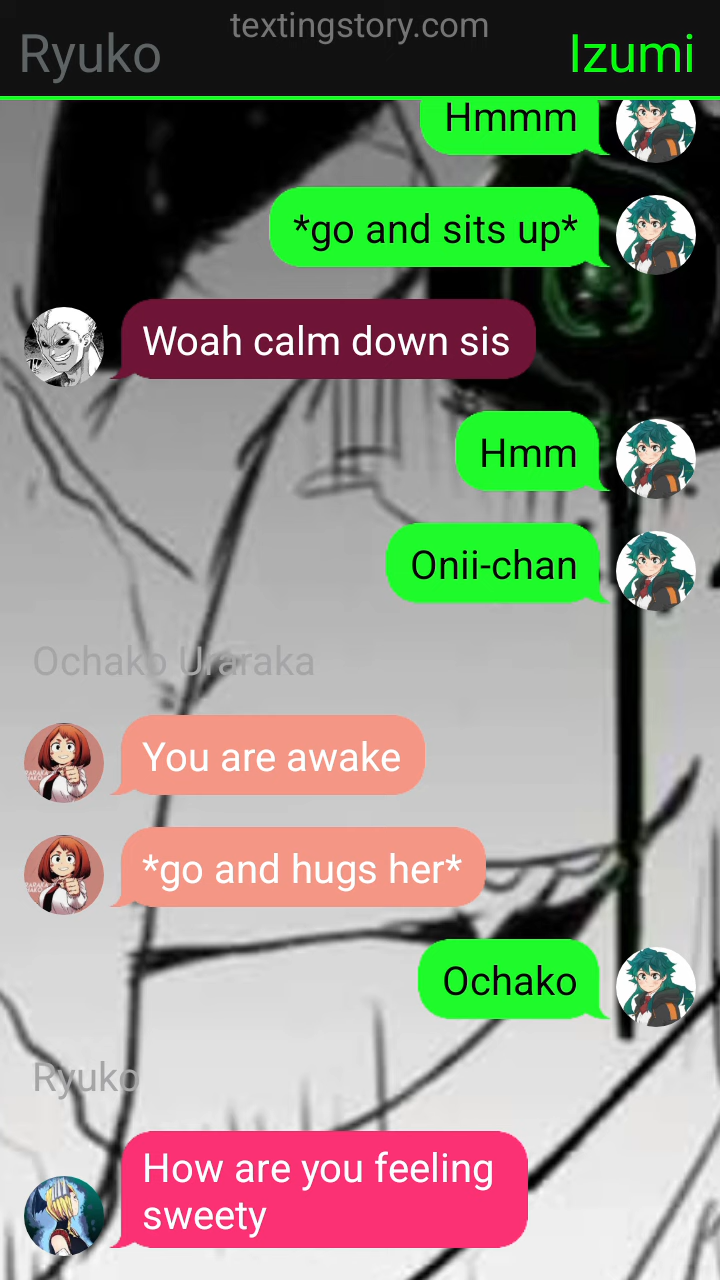 textingstory.com
Ryuko
Izumi
Hmmm
*go and sits up*
Woah calm down sis
Hmm
Onii-chan
Ochako Uraraka
You are awake
*go and hugs her*
Ochako
Ryuko
How are you feeling
sweety